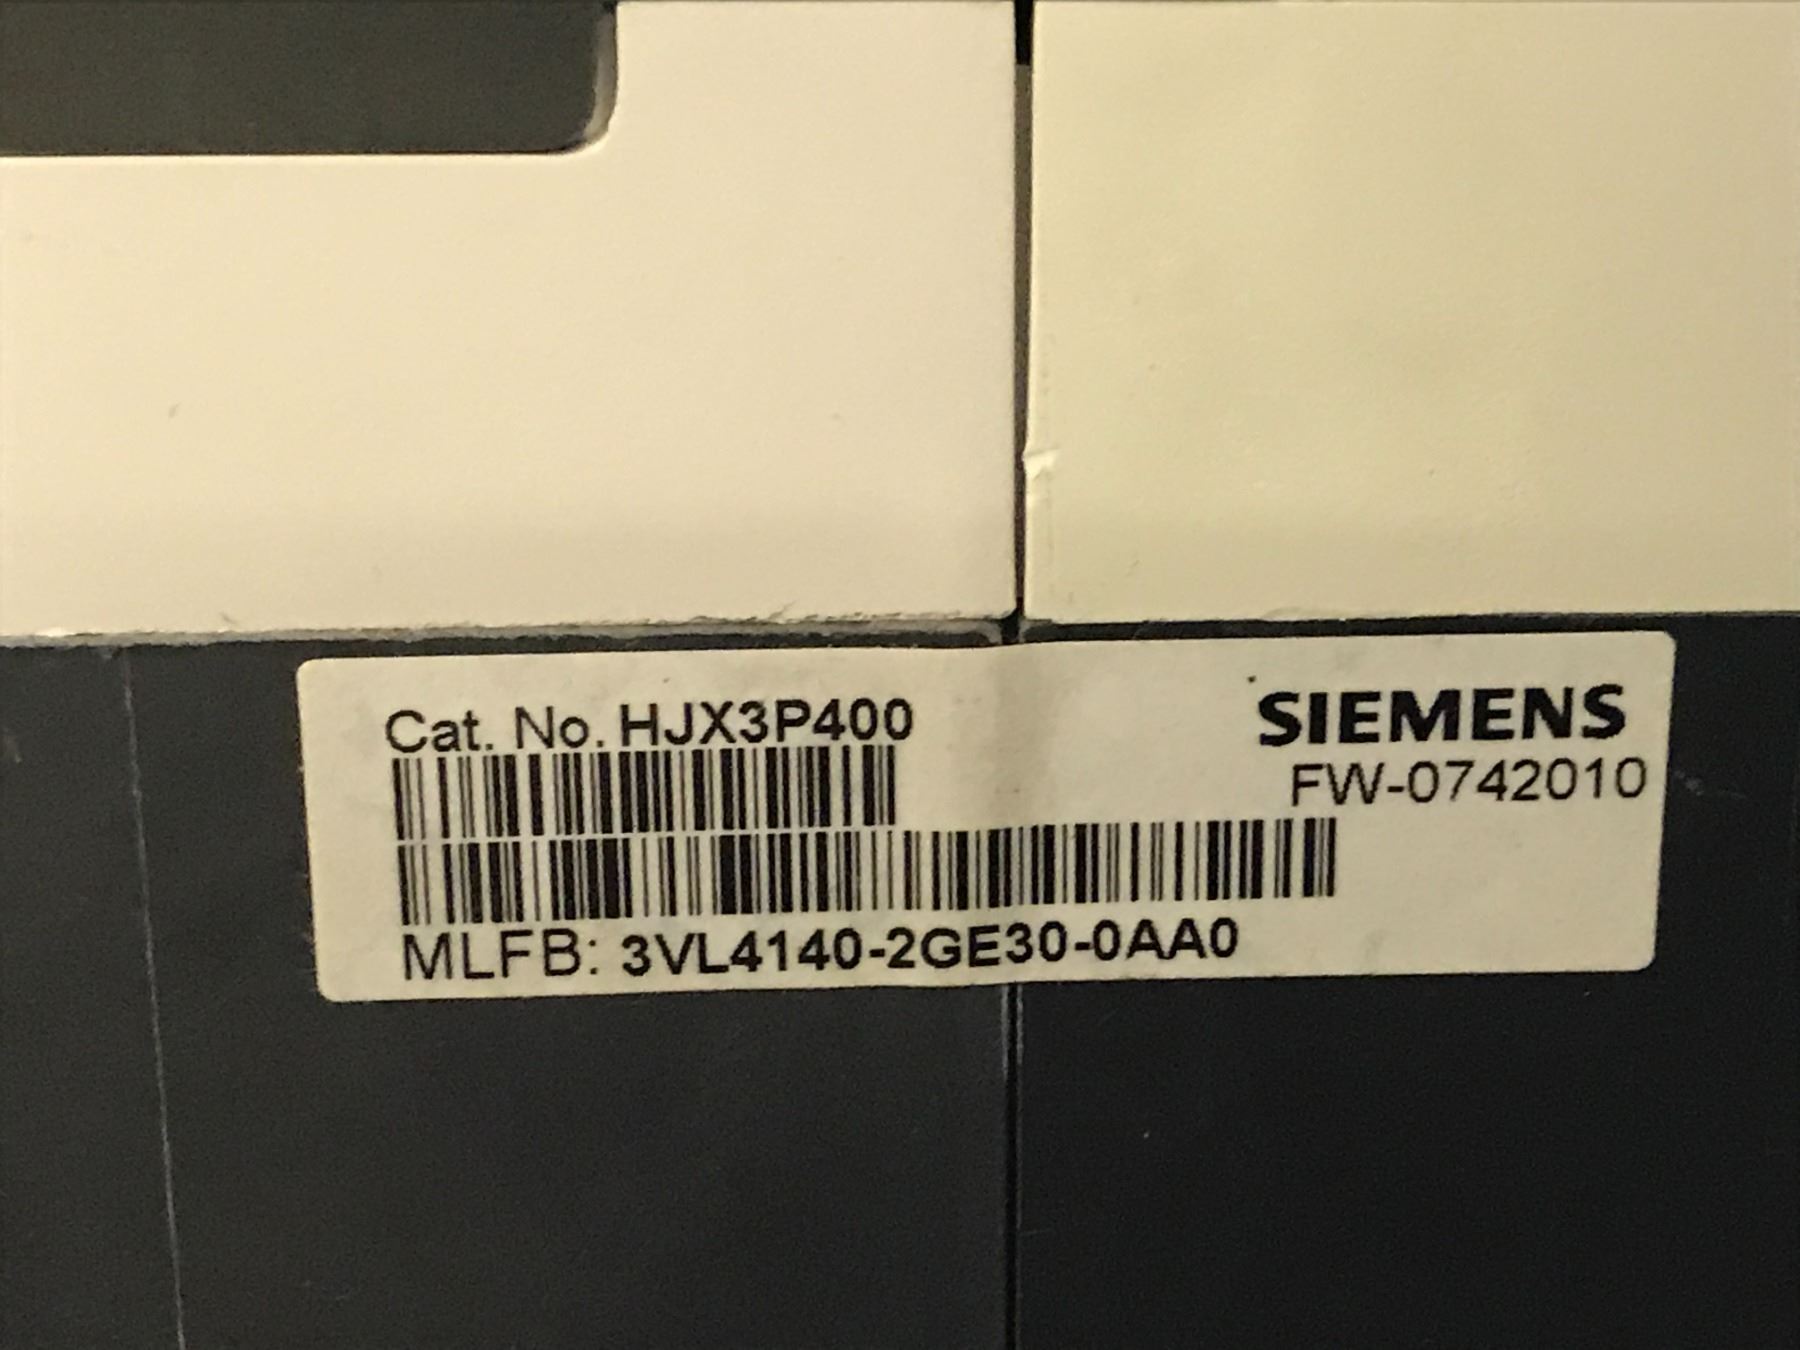 Cat. No. HJX3P400
SIEMENS
FW-0742010
MLFB: 3VL4140-2GE30-0AA0